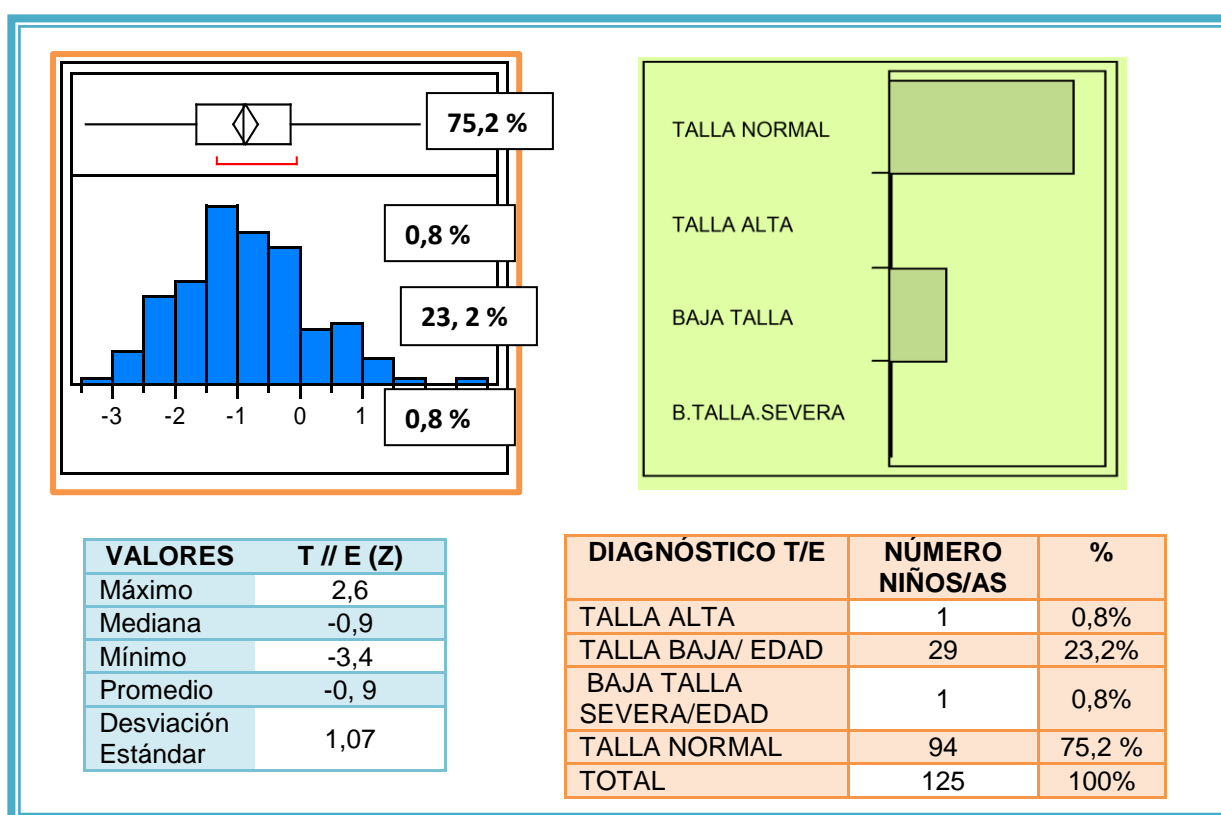 75,2 %
0,8 %
23, 2 %
0,8 %
-3 -2 -1 0 1
TALLA NORMAL
TALLA ALTA
BAJA TALLA
B.TALLA.SEVERA
VALORES T // E (Z)
Máximo 2,6
Mediana -0,9
Mínimo -3,4
Promedio -0, 9
Desviación
Estándar 1,07
DIAGNÓSTICO T/E NÚMERO %
NIÑOS/AS
TALLA ALTA 1 0,8%
TALLA BAJA/ EDAD 29 23,2%
BAJA TALLA
SEVERA/EDAD 1 0,8%
TALLA NORMAL 94 75,2 %
TOTAL 125 100%